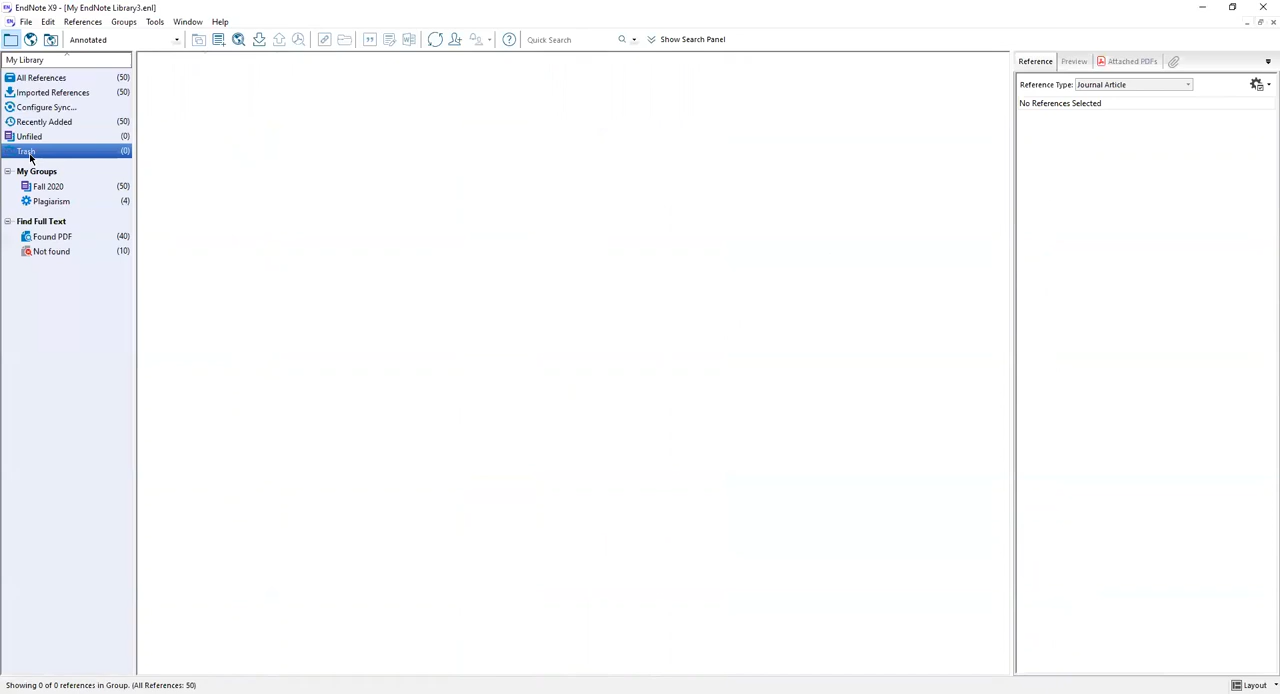 EndNote X9 - [My EndNote Library3.enl]
File Edit References Groups Tools Window Help
Annotated Quick Search Show Search Panel
My Library
All References (50)
Imported References (50)
Configure Sync...
Recently Added (50)
Unfiled (0)
Trash (0)
My Groups
Fall 2020 (50)
Plagiarism (4)
Find Full Text
Found PDF (40)
Not found (10)
Reference Preview Attached PDFs
Reference Type: Journal Article
No References Selected
Showing 0 of 0 references in Group. (All References: 50)
Layout